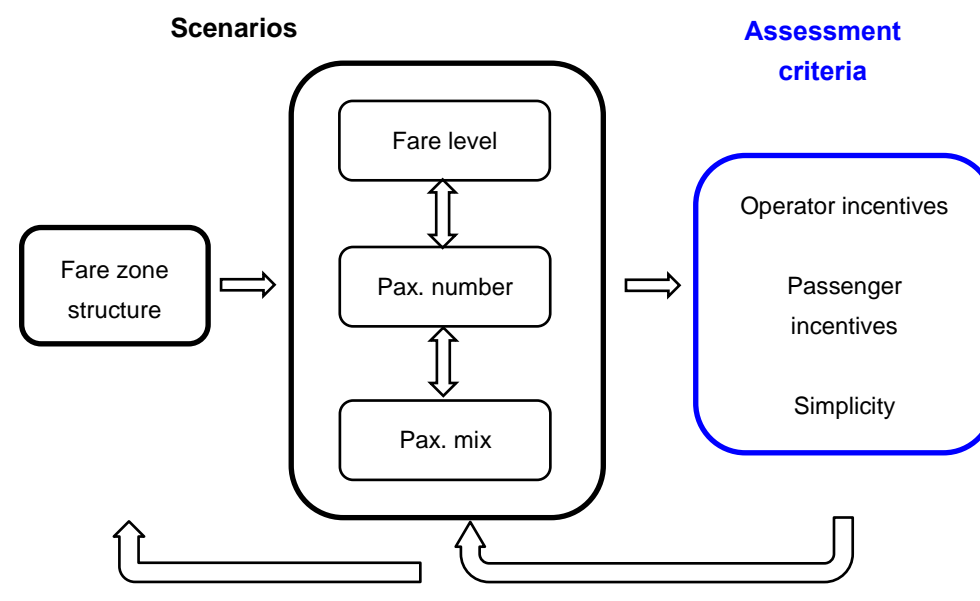 Scenarios
Assessment
criteria
Fare zone
structure
Fare level
Pax. number
Pax. mix
Operator incentives
Passenger
incentives
Simplicity